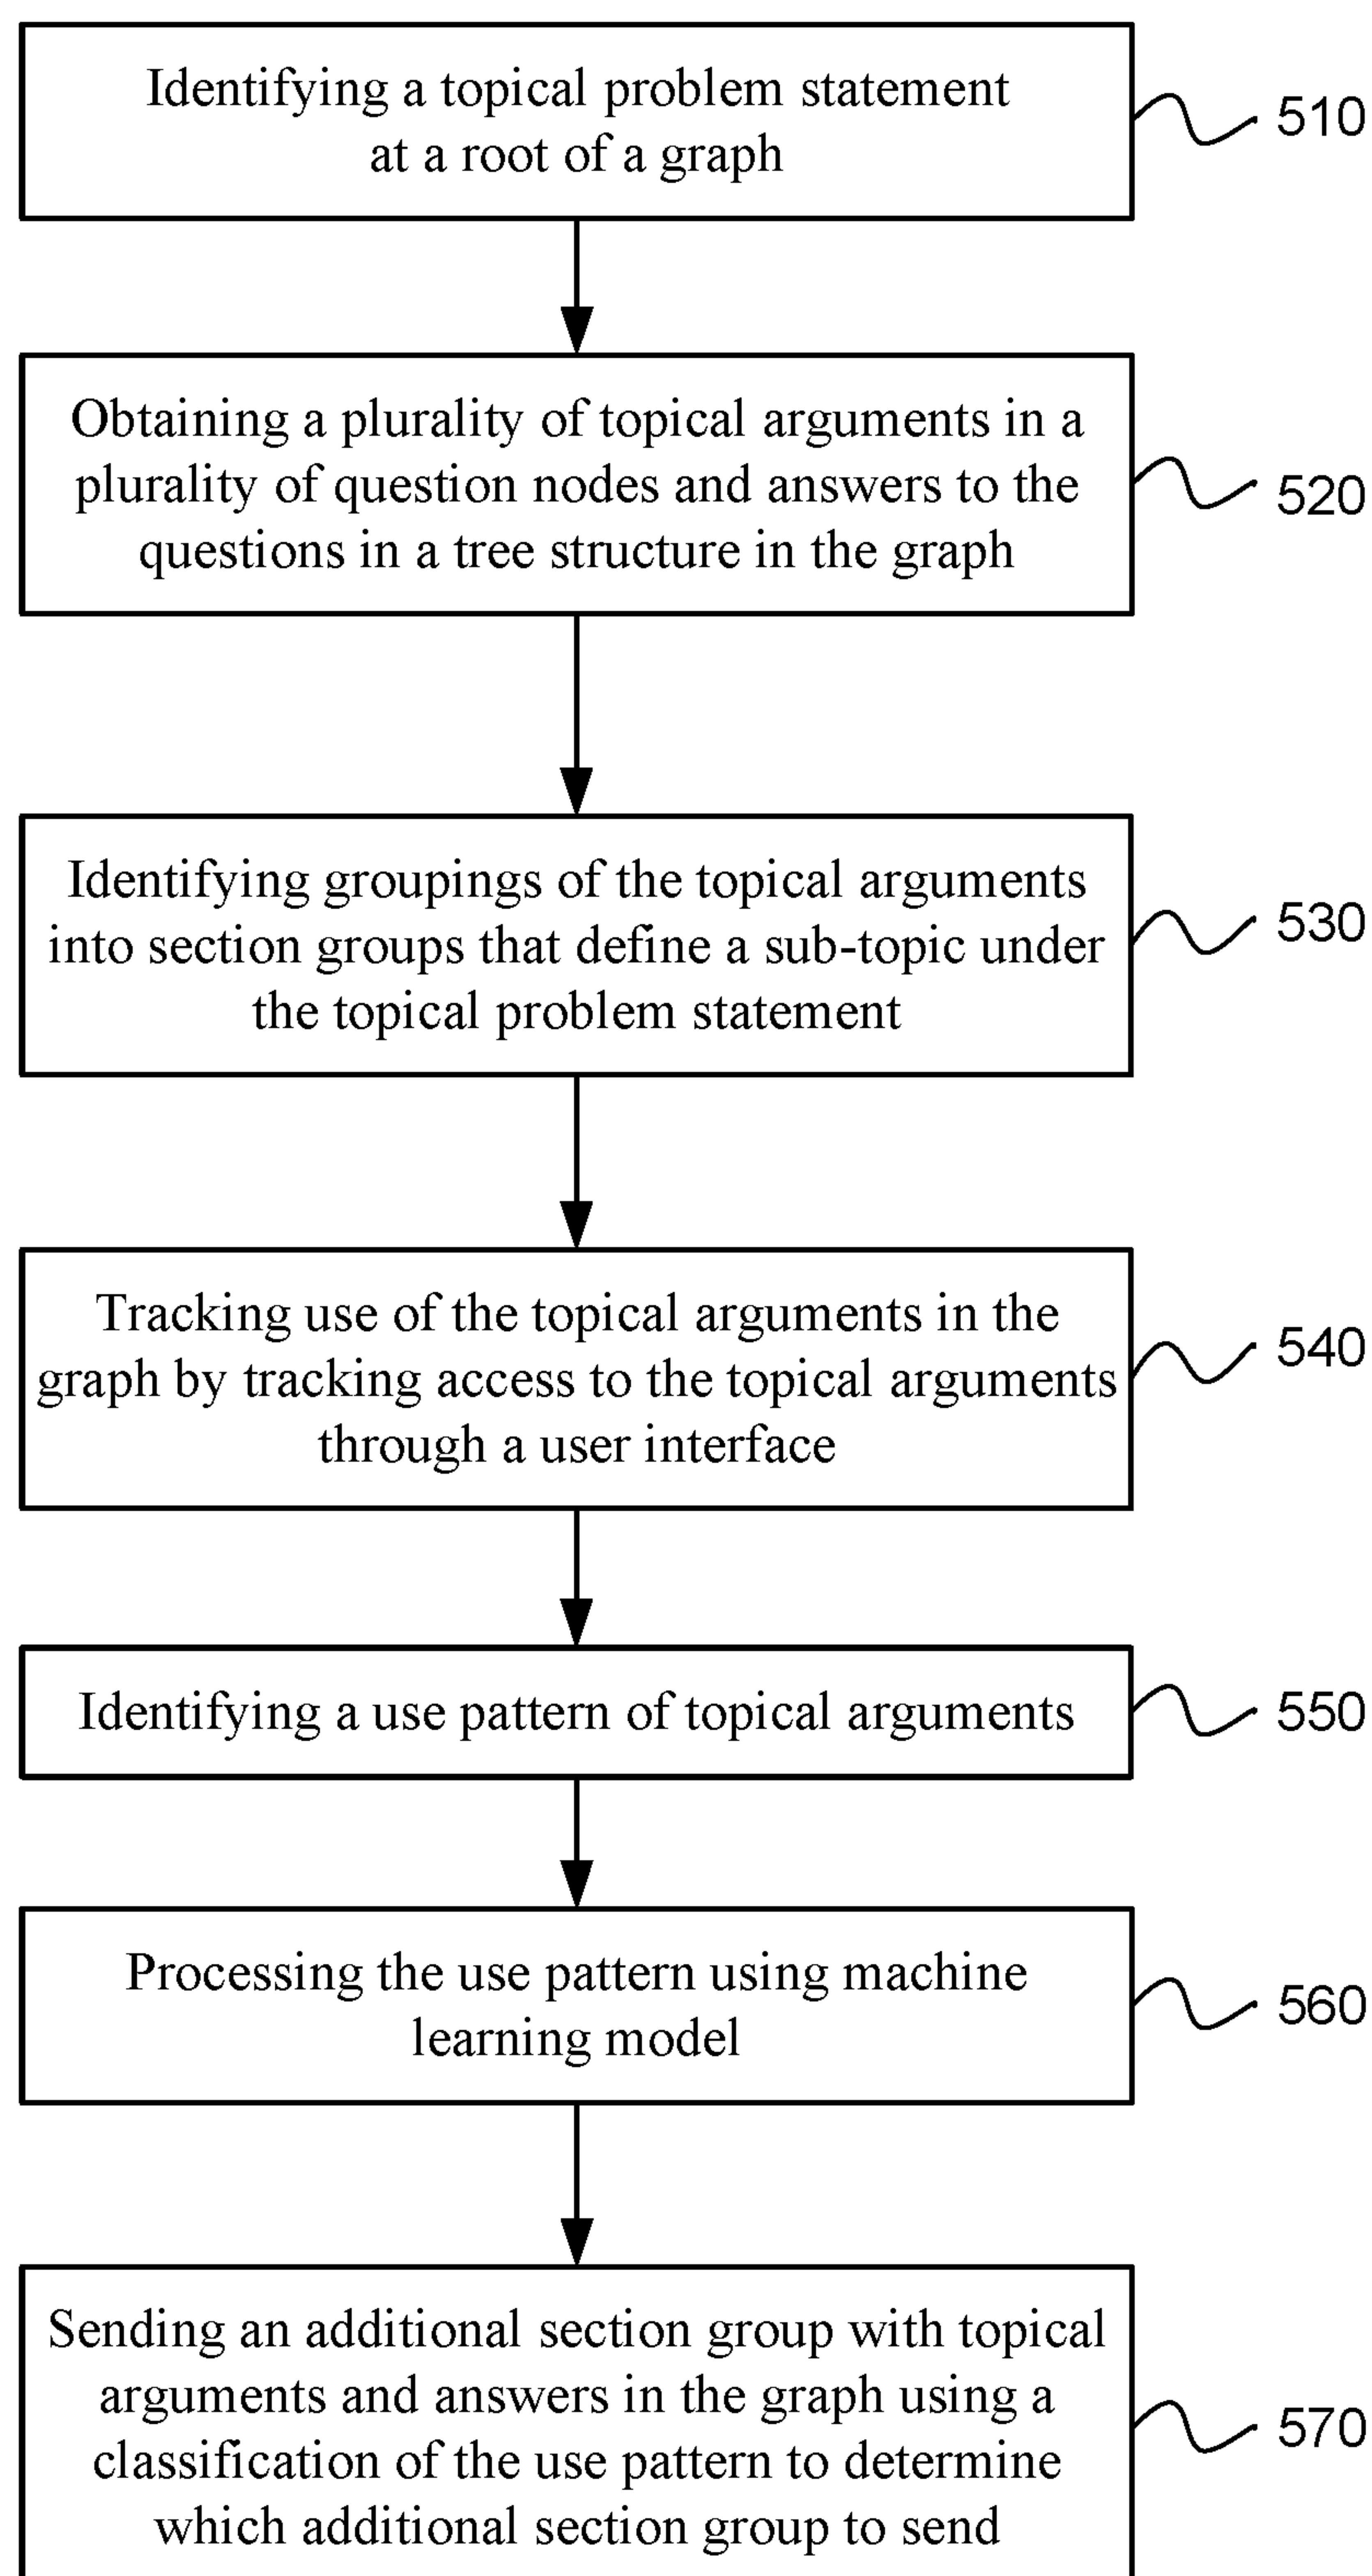 Identifying a topical problem statement
at a root of a graph
510
Obtaining a plurality of topical arguments in a
plurality of question nodes and answers to the
questions in a tree structure in the graph
520
Identifying groupings of the topical arguments
into section groups that define a sub-topic under
the topical problem statement
530
Tracking use of the topical arguments in the
graph by tracking access to the topical arguments
through a user interface
540
Identifying a use pattern of topical arguments
550
Processing the use pattern using machine
learning model
560
Sending an additional section group with topical
arguments and answers in the graph using a
classification of the use pattern to determine
which additional section group to send
570